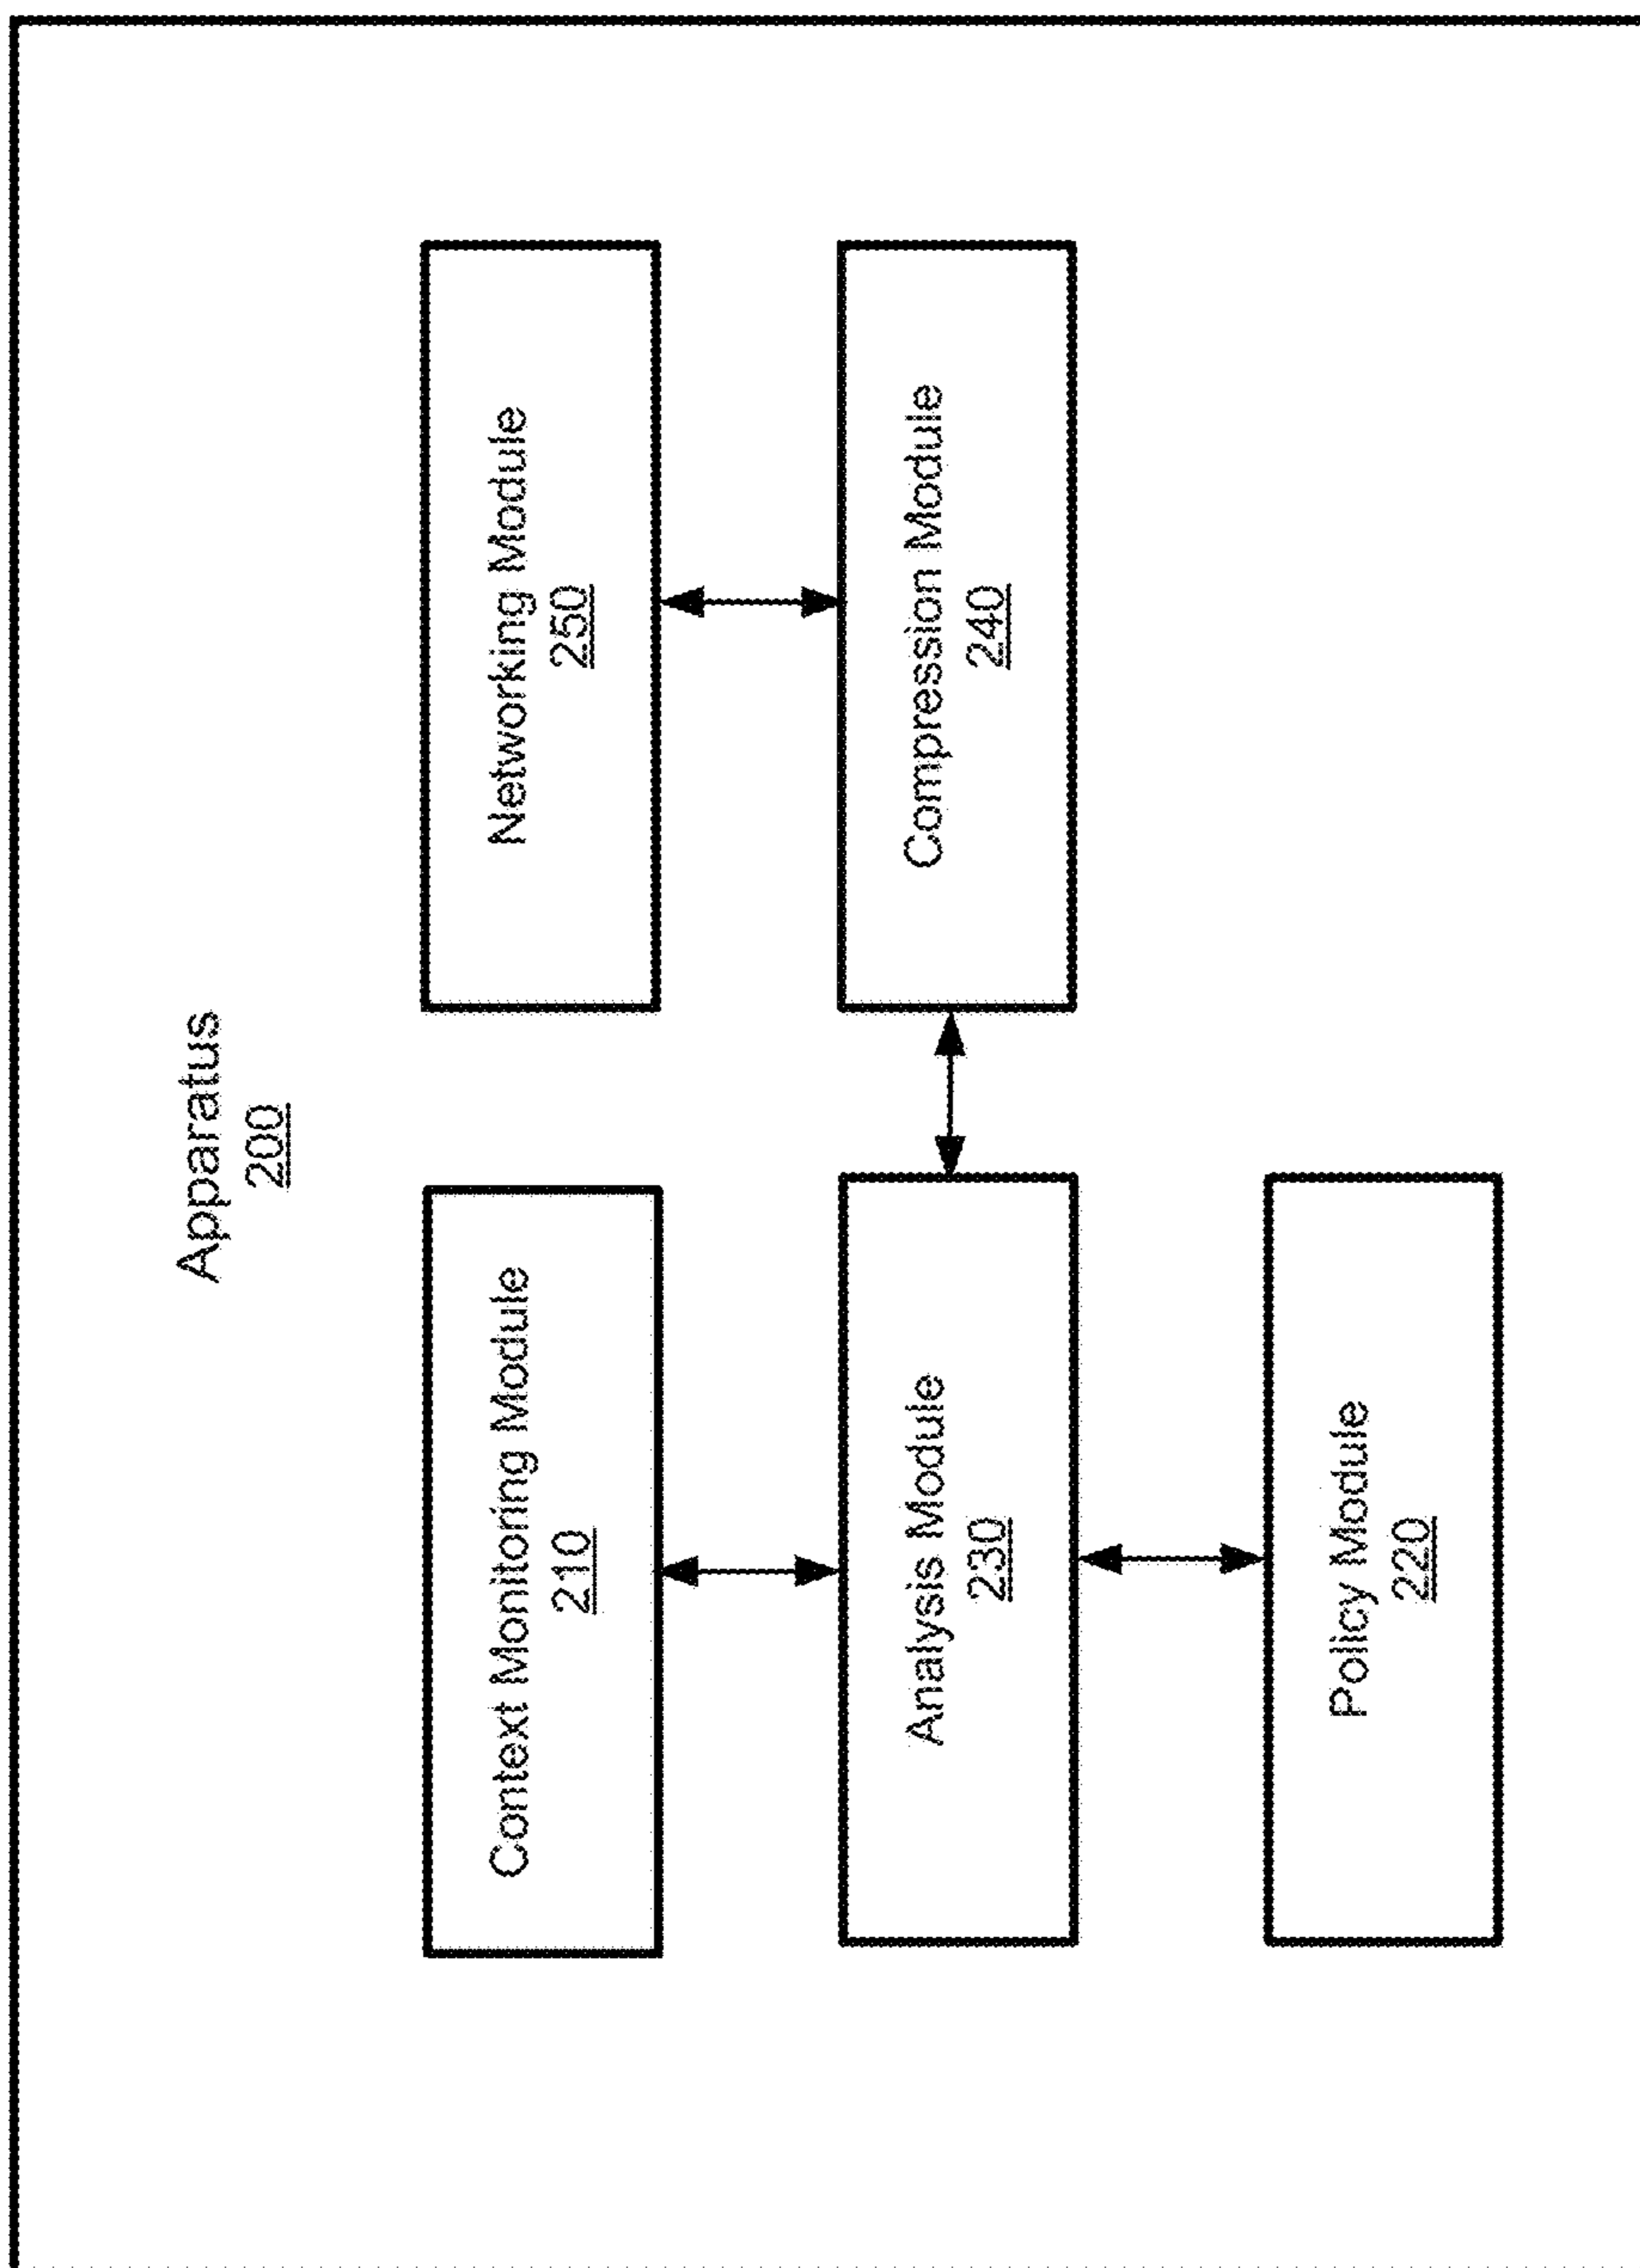 Apparatus
200
Context Monitoring Module
210
Networking Module
250
Analysis Module
230
Compression Module
240
Policy Module
220